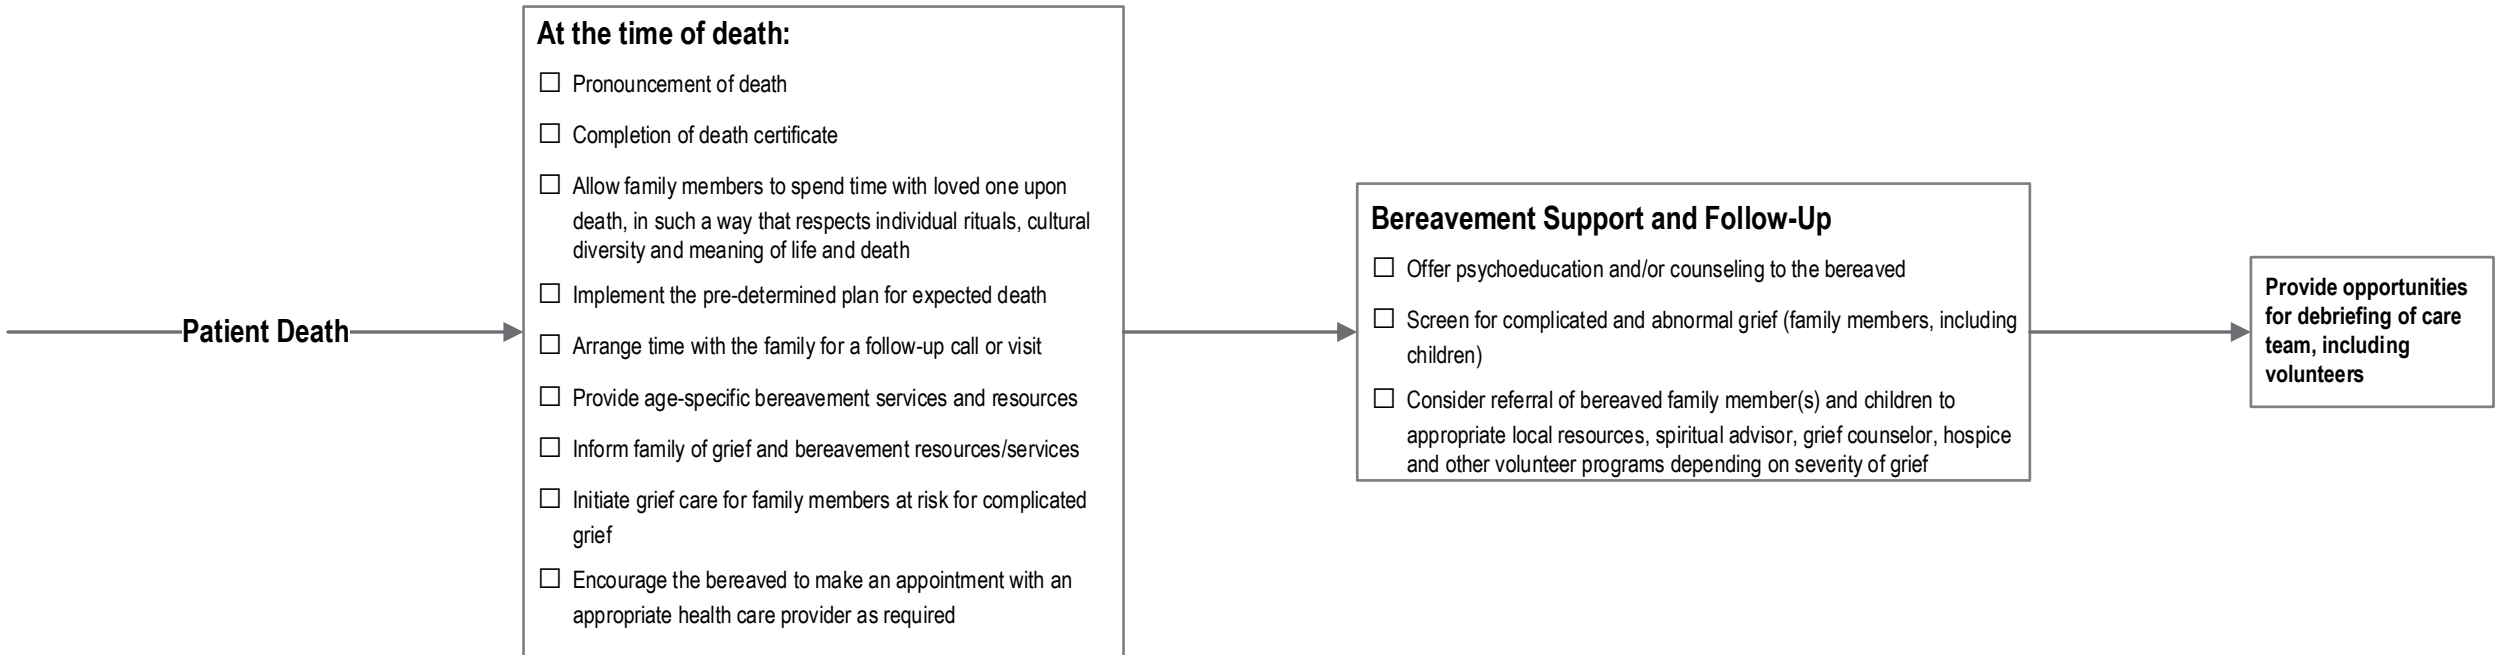 Patient Death
At the time of death:
☐ Pronouncement of death
☐ Completion of death certificate
☐ Allow family members to spend time with loved one upon
death, in such a way that respects individual rituals, cultural
diversity and meaning of life and death
☐ Implement the pre-determined plan for expected death
☐ Arrange time with the family for a follow-up call or visit
☐ Provide age-specific bereavement services and resources
☐ Inform family of grief and bereavement resources/services
☐ Initiate grief care for family members at risk for complicated
grief
☐ Encourage the bereaved to make an appointment with an
appropriate health care provider as required
Bereavement Support and Follow-Up
☐ Offer psychoeducation and/or counseling to the bereaved
☐ Screen for complicated and abnormal grief (family members, including
children)
☐ Consider referral of bereaved family member(s) and children to
appropriate local resources, spiritual advisor, grief counselor, hospice
and other volunteer programs depending on severity of grief
Provide opportunities
for debriefing of care
team, including
volunteers